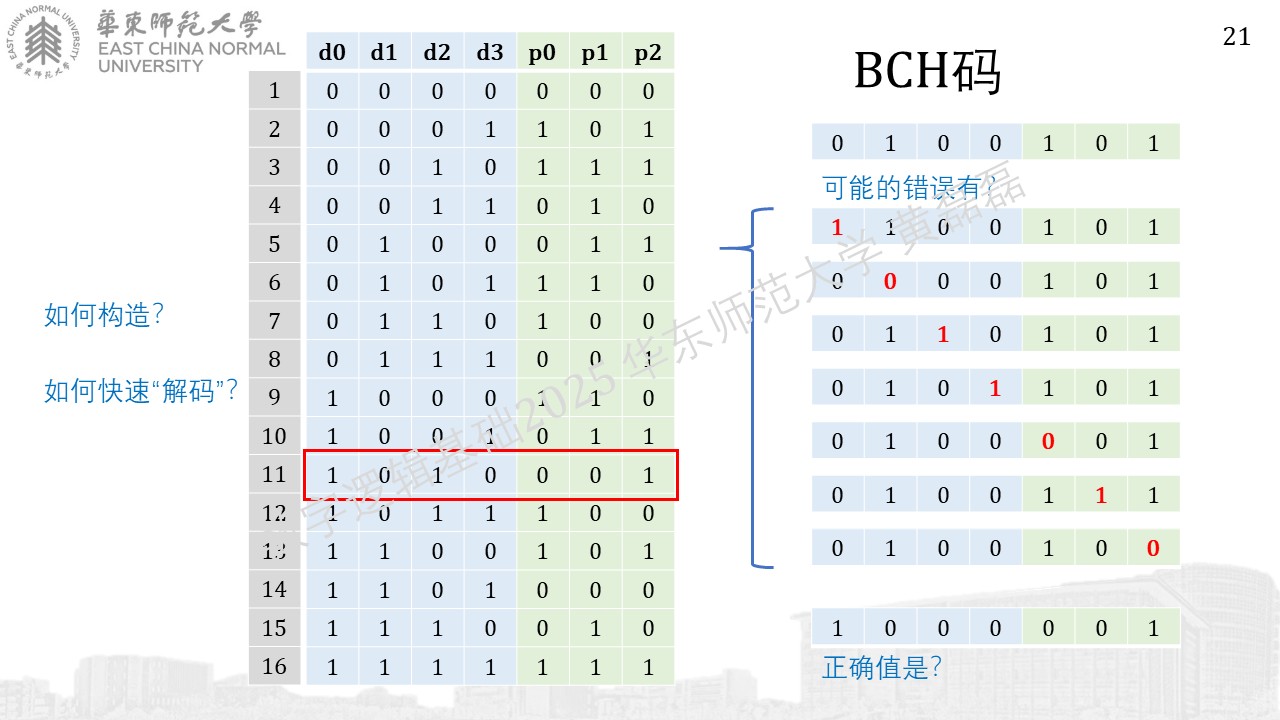 EAST CHINA NORMAL UNIVERSITY
華東師範大學
華東師範大學
EAST CHINA NORMAL
UNIVERSITY
21
BCH码
d0 d1 d2 d3 p0 p1 p2
1 0 0 0 0 0 0 0
2 0 0 0 1 1 0 1
3 0 0 1 0 1 1 1
4 0 0 1 1 0 1 0
5 0 1 0 0 0 1 1
6 0 1 0 1 1 1 0
7 0 1 1 0 1 0 0
8 0 1 1 1 0 0 1
9 1 0 0 0 1 1 0
10 1 0 0 1 0 1 1
11 1 0 1 0 0 0 1
12 1 0 1 1 1 0 0
13 1 1 0 0 1 0 1
14 1 1 0 1 0 0 0
15 1 1 1 0 0 1 0
16 1 1 1 1 1 1 1
如何构造?
如何快速“解码”?
0 1 0 0 1 0 1
可能的错误有?
1 1 0 0 1 0 1
0 0 0 0 1 0 1
0 1 1 0 1 0 1
0 1 0 1 1 0 1
0 1 0 0 0 0 1
0 1 0 0 1 1 1
0 1 0 0 1 0 0
1 0 0 0 0 0 1
正确值是?
数字逻辑基础2025 华东师范大学 黄磊磊